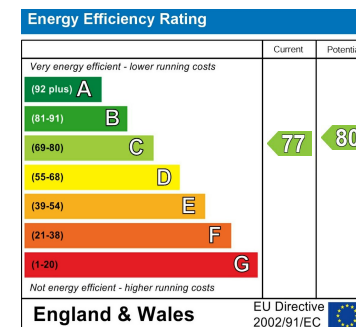 Energy Efficiency Rating
Current
Very energy efficient - lower running costs
(92 plus) A
(81-91) B
(69-80) C
77
80
(55-68) D
(39-54) E
(21-38) F
(1-20) G
Not energy efficient - higher running costs
England & Wales
EU Directive
2002/91/EC